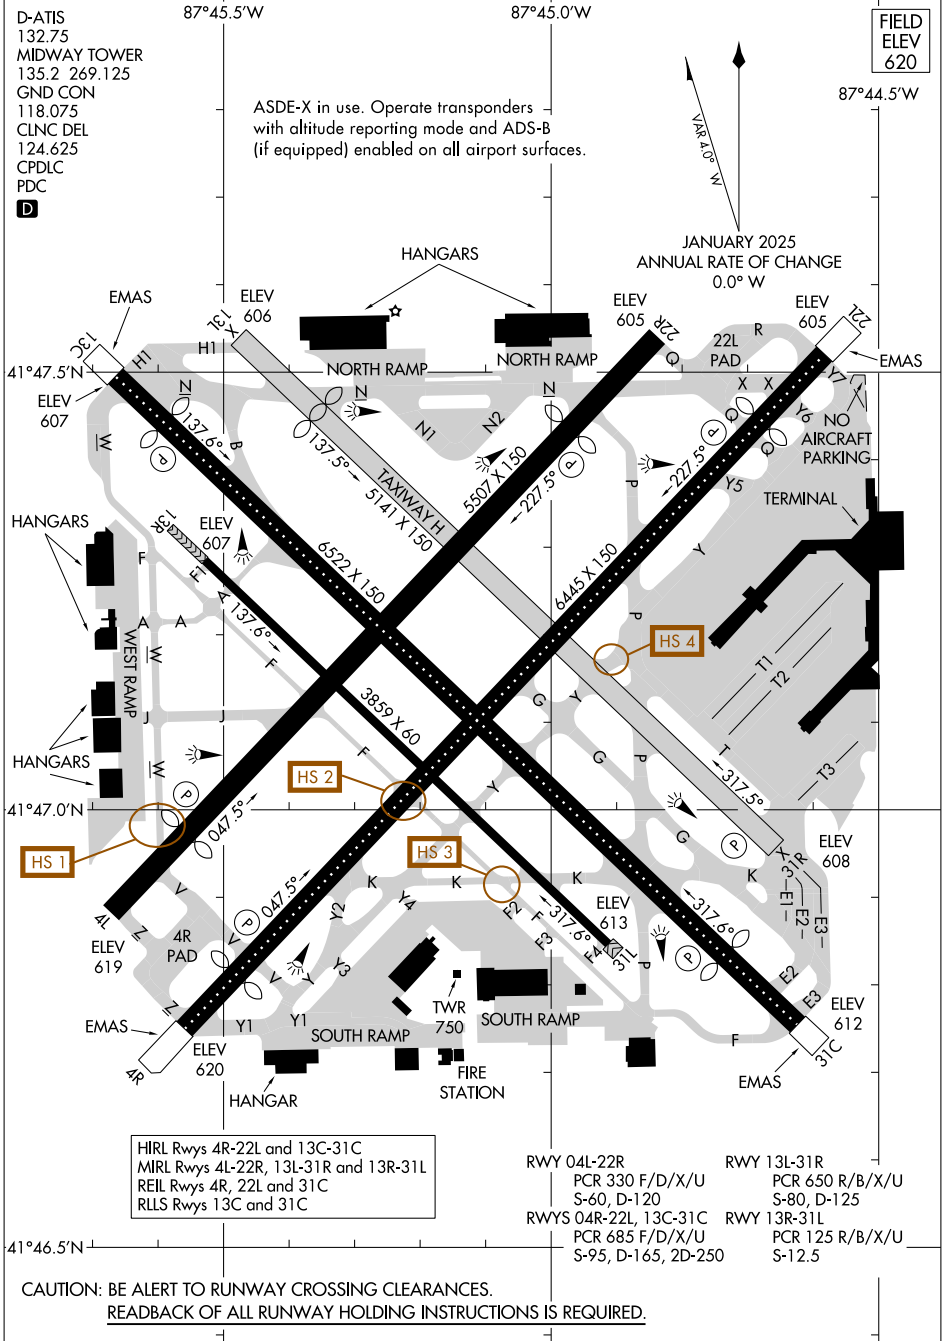 87°45.5'W
87°45.0'W
D-ATIS
132.75
MIDWAY TOWER
135.2 269.125
GND CON
118.075
CLNC DEL
124.625
CPDLC
PDC
D
FIELD
ELEV
620
87°44.5'W
ASDE-X in use. Operate transponders
with altitude reporting mode and ADS-B
(if equipped) enabled on all airport surfaces.
VAR 4.0° W
JANUARY 2025
ANNUAL RATE OF CHANGE
0.0° W
HANGARS
EMAS
ELEV
606
ELEV
605
ELEV
605
13C
13L
X
22R
22L
R
22L
PAD
EMAS
H1
H1
NORTH RAMP
NORTH RAMP
Q
Y7
41°47.5'N
ELEV
607
N
N
N
N1
N2
X X
Q
Q
Y6
NO
AIRCRAFT
PARKING
W
B
137.6°
P
137.5°
TAXIWAY H
5141 X 150
5507 X 150
227.5°
P
P
227.5°
P
Y5
TERMINAL
HANGARS
13R
ELEV
607
F
F1
6522 X 150
6445 X 150
Y
A
137.6°
F
A A
W
WEST RAMP
P
HS 4
T1
T2
G
Y
J
J
3859 X 60
HANGARS
W
F
HS 2
Y
G
P
T
317.5°
T3
41°47.0'N
P
047.5°
HS 1
HS 3
G
P
X
31R
ELEV
608
K
K
K
K
V
047.5°
P
Y2
Y4
F2
F
F3
317.6°
ELEV
613
F4
31L
P
317.6°
P
E1
E2
E3
4L
Z
ELEV
619
4R
PAD
V
V
Y
Y3
E2
E3
ELEV
612
Z
EMAS
Y1
Y1
TWR
750
SOUTH RAMP
SOUTH RAMP
F
31C
4R
ELEV
620
HANGAR
FIRE
STATION
EMAS
HIRL Rwys 4R-22L and 13C-31C
MIRL Rwys 4L-22R, 13L-31R and 13R-31L
REIL Rwys 4R, 22L and 31C
RLLS Rwys 13C and 31C
RWY 04L-22R
PCR 330 F/D/X/U
S-60, D-120
RWYS 04R-22L, 13C-31C
PCR 685 F/D/X/U
S-95, D-165, 2D-250
RWY 13L-31R
PCR 650 R/B/X/U
S-80, D-125
RWY 13R-31L
PCR 125 R/B/X/U
S-12.5
41°46.5'N
CAUTION: BE ALERT TO RUNWAY CROSSING CLEARANCES.
READBACK OF ALL RUNWAY HOLDING INSTRUCTIONS IS REQUIRED.